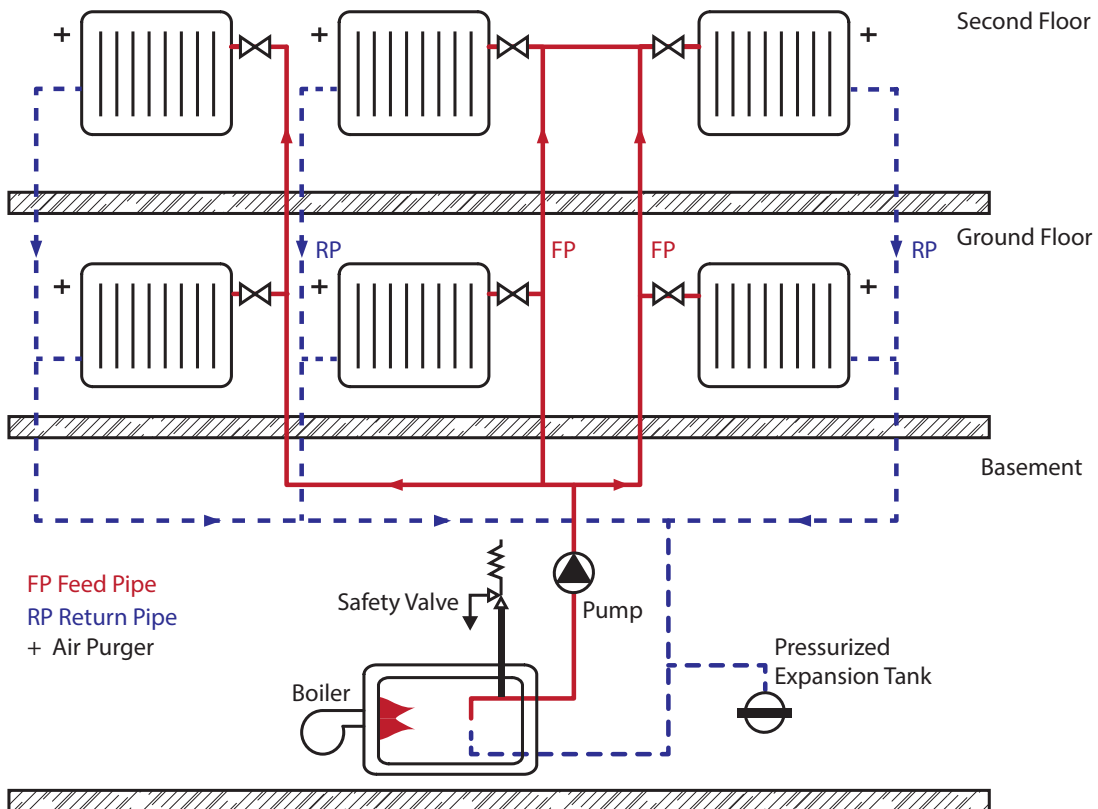 Second Floor
Ground Floor
RP
FP
FP
RP
Basement
FP Feed Pipe
RP Return Pipe
+ Air Purger
Safety Valve
Pump
Boiler
Pressurized
Expansion Tank